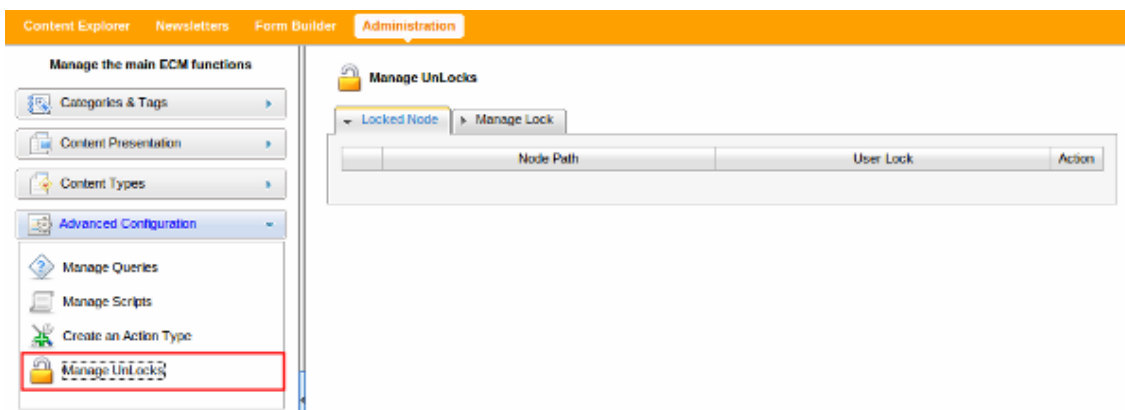 Content Explorer Newsletters Form Builder Administration
Manage the main ECM functions
Categories & Tags
Content Presentation
Content Types
Advanced Configuration
Manage Queries
Manage Scripts
Create an Action Type
Manage UnLocks
Manage UnLocks
Locked Node Manage Lock
Node Path User Lock Action